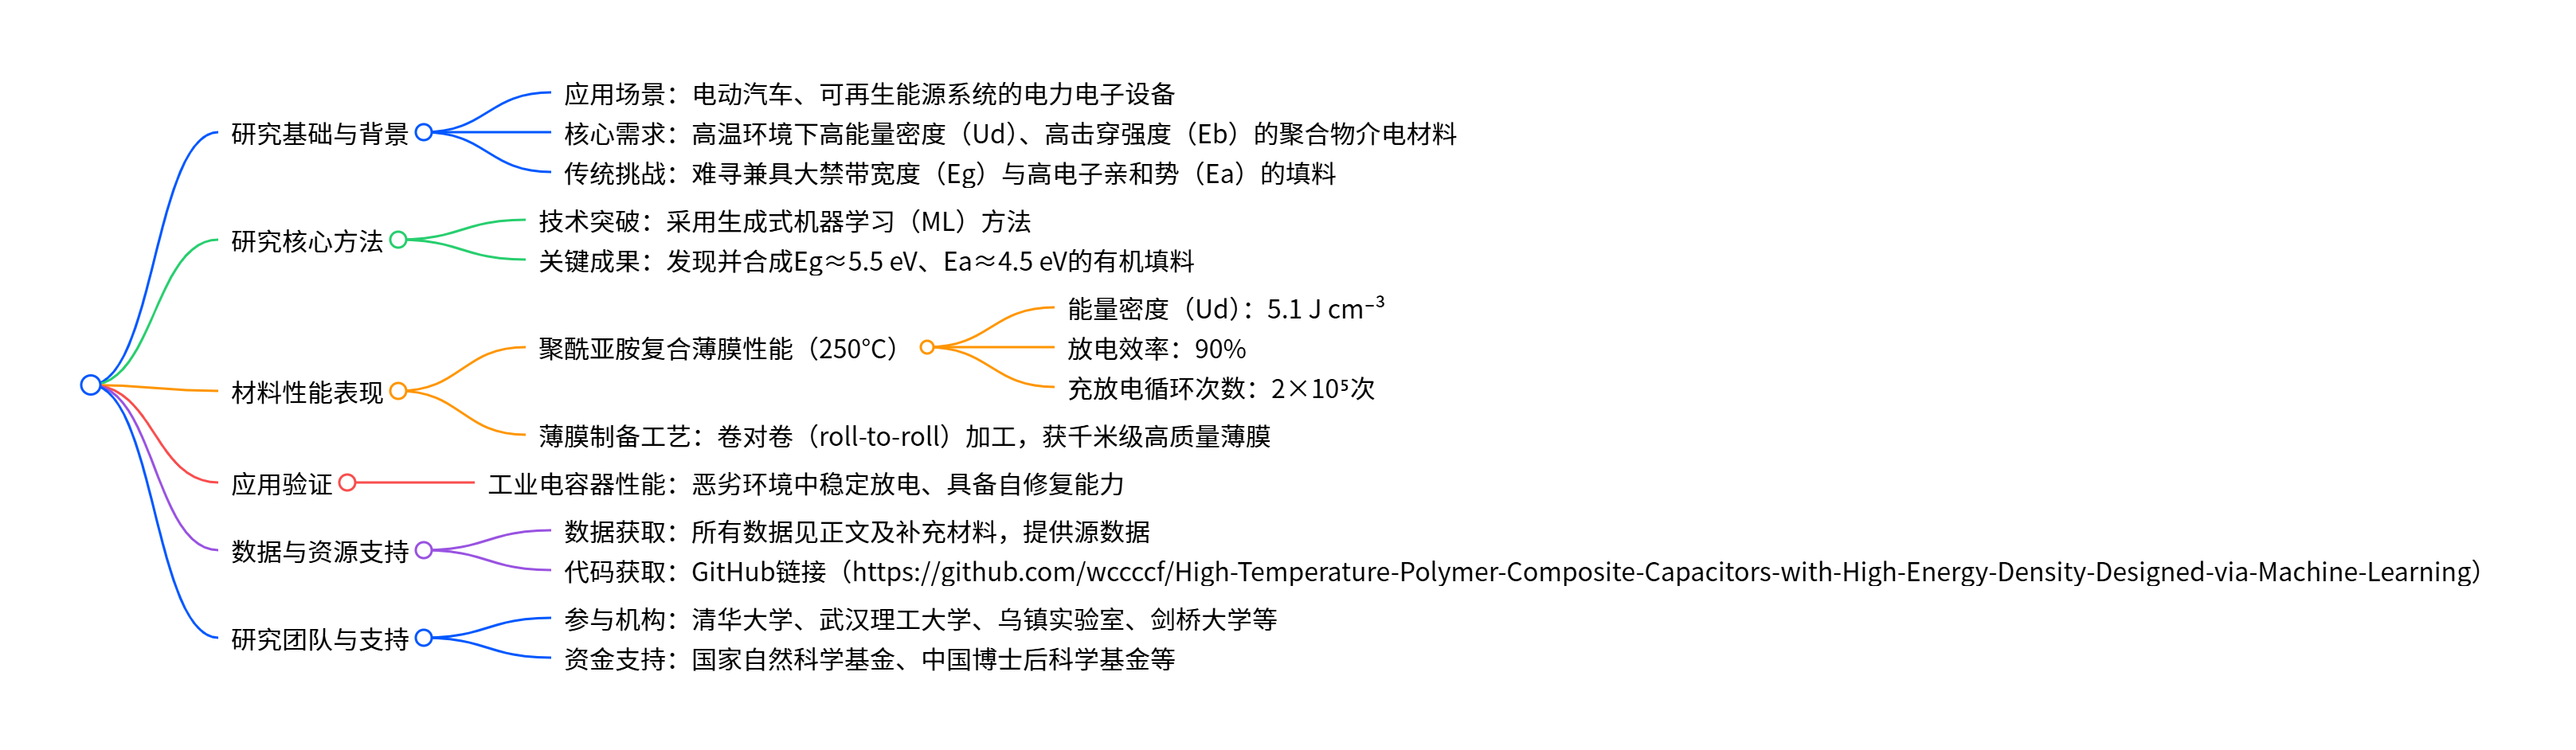 研究基础与背景
应用场景：电动汽车、可再生能源系统的电力电子设备
核心需求：高温环境下高能量密度（Ud）、高击穿强度（Eb）的聚合物介电材料
传统挑战：难寻兼具大禁带宽度（Eg）与高电子亲和势（Ea）的填料
研究核心方法
技术突破：采用生成式机器学习（ML）方法
关键成果：发现并合成Eg≈5.5 eV、Ea≈4.5 eV的有机填料
材料性能表现
聚酰亚胺复合薄膜性能（250℃）
能量密度（Ud）：5.1 J cm⁻³
放电效率：90%
充放电循环次数：2×10⁵次
薄膜制备工艺：卷对卷（roll-to-roll）加工，获千米级高质量薄膜
应用验证
工业电容器性能：恶劣环境中稳定放电、具备自修复能力
数据与资源支持
数据获取：所有数据见正文及补充材料，提供源数据
代码获取：GitHub链接（https://github.com/wccccf/High-Temperature-Polymer-Composite-Capacitors-with-High-Energy-Density-Designed-via-Machine-Learning）
研究团队与支持
参与机构：清华大学、武汉理工大学、乌镇实验室、剑桥大学等
资金支持：国家自然科学基金、中国博士后科学基金等